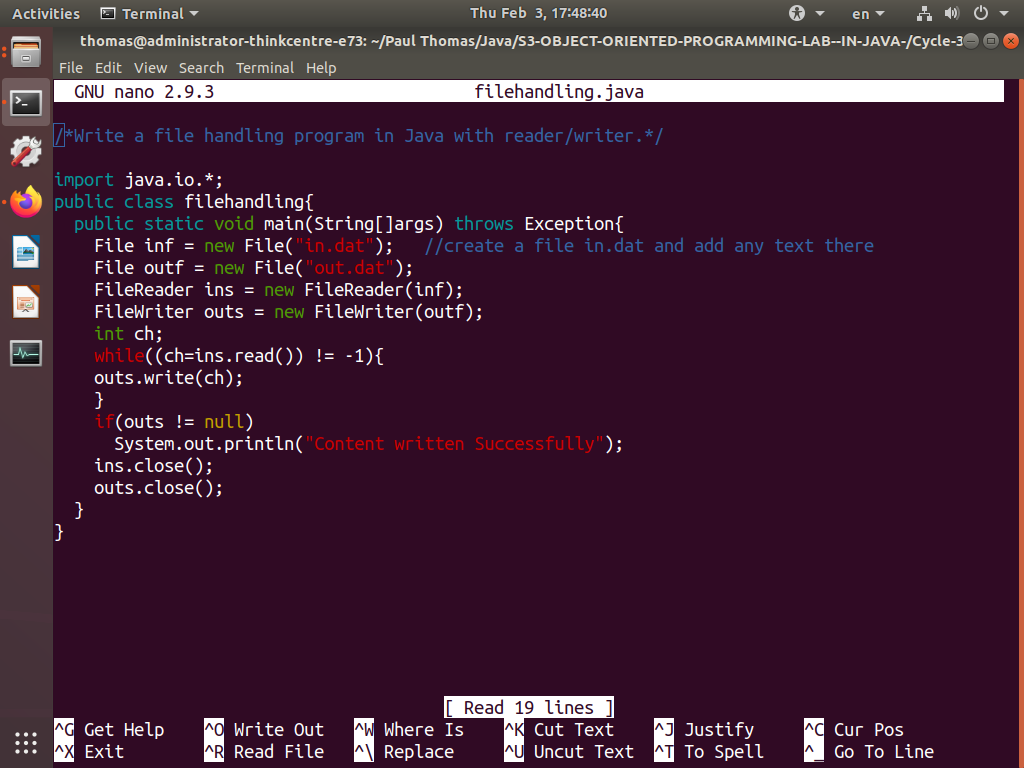 Activities Terminal Thu Feb 3, 17:48:40 en
thomas@administrator-thinkcentre-e73: ~/Paul Thomas/Java/S3-OBJECT-ORIENTED-PROGRAMMING-LAB--IN-JAVA-/Cycle-3
File Edit View Search Terminal Help
GNU nano 2.9.3 filehandling.java
/*Write a file handling program in Java with reader/writer.*/
import java.io.*;
public class filehandling{
  public static void main(String[]args) throws Exception{
    File inf = new File("in.dat");   //create a file in.dat and add any text there
    File outf = new File("out.dat");
    FileReader ins = new FileReader(inf);
    FileWriter outs = new FileWriter(outf);
    int ch;
    while((ch=ins.read()) != -1){
    outs.write(ch);
    }
    if(outs != null)
      System.out.println("Content written Successfully");
    ins.close();
    outs.close();
  }
}
[ Read 19 lines ]
^G Get Help ^O Write Out ^W Where Is ^K Cut Text ^J Justify ^C Cur Pos
^X Exit ^R Read File ^\ Replace ^U Uncut Text ^T To Spell ^_ Go To Line